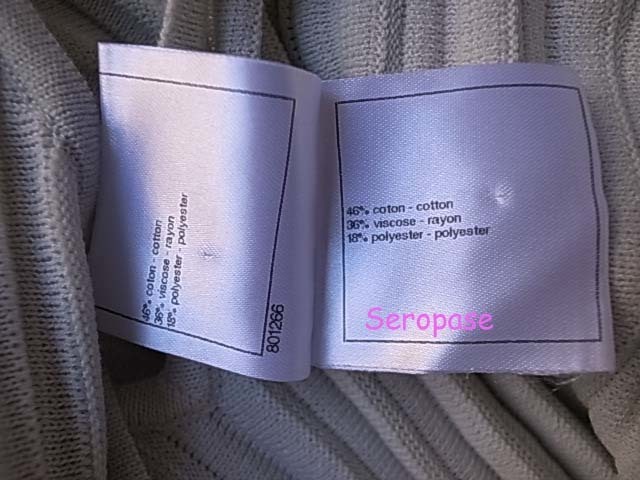 46% coton - cotton
36% viscose - rayon
18% polyester - polyester
801266
46% coton - cotton
36% viscose - rayon
18% polyester - polyester
Seropase